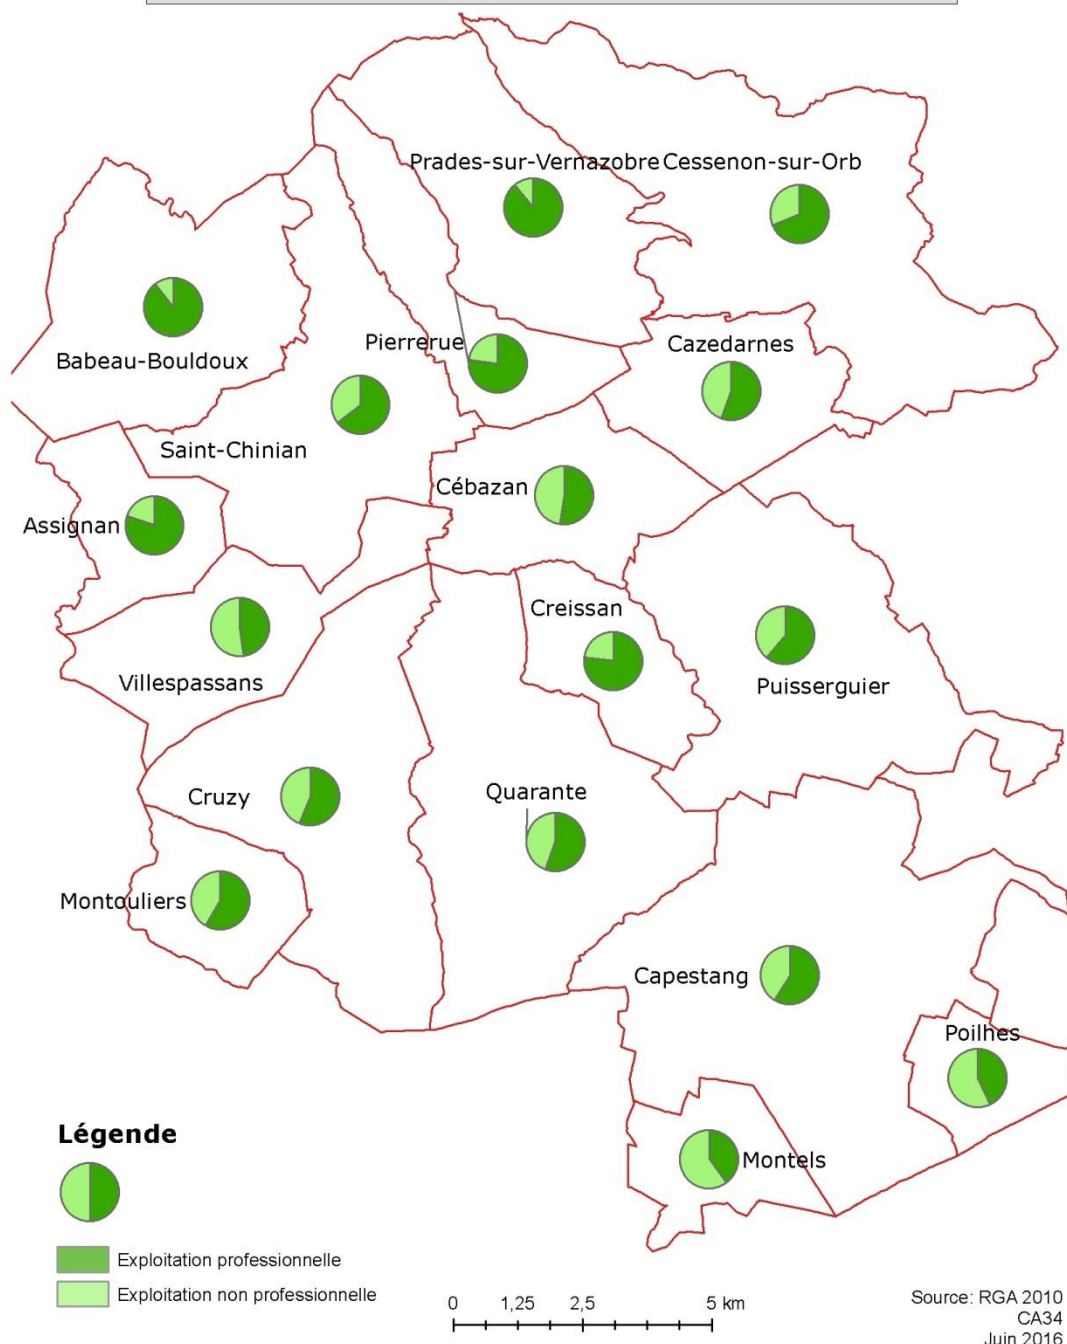 Prades-sur-Vernazobre
Cessenon-sur-Orb
Babeau-Bouldoux
Pierrerue
Cazedarnes
Saint-Chinian
Cébazan
Assignan
Creissan
Villespassans
Puisserguier
Cruzy
Quarante
Montouliers
Capestang
Poilhes
Montels
Légende
Exploitation professionnelle
Exploitation non professionnelle
0 1,25 2,5 5 km
Source: RGA 2010
CA34
Juin 2016